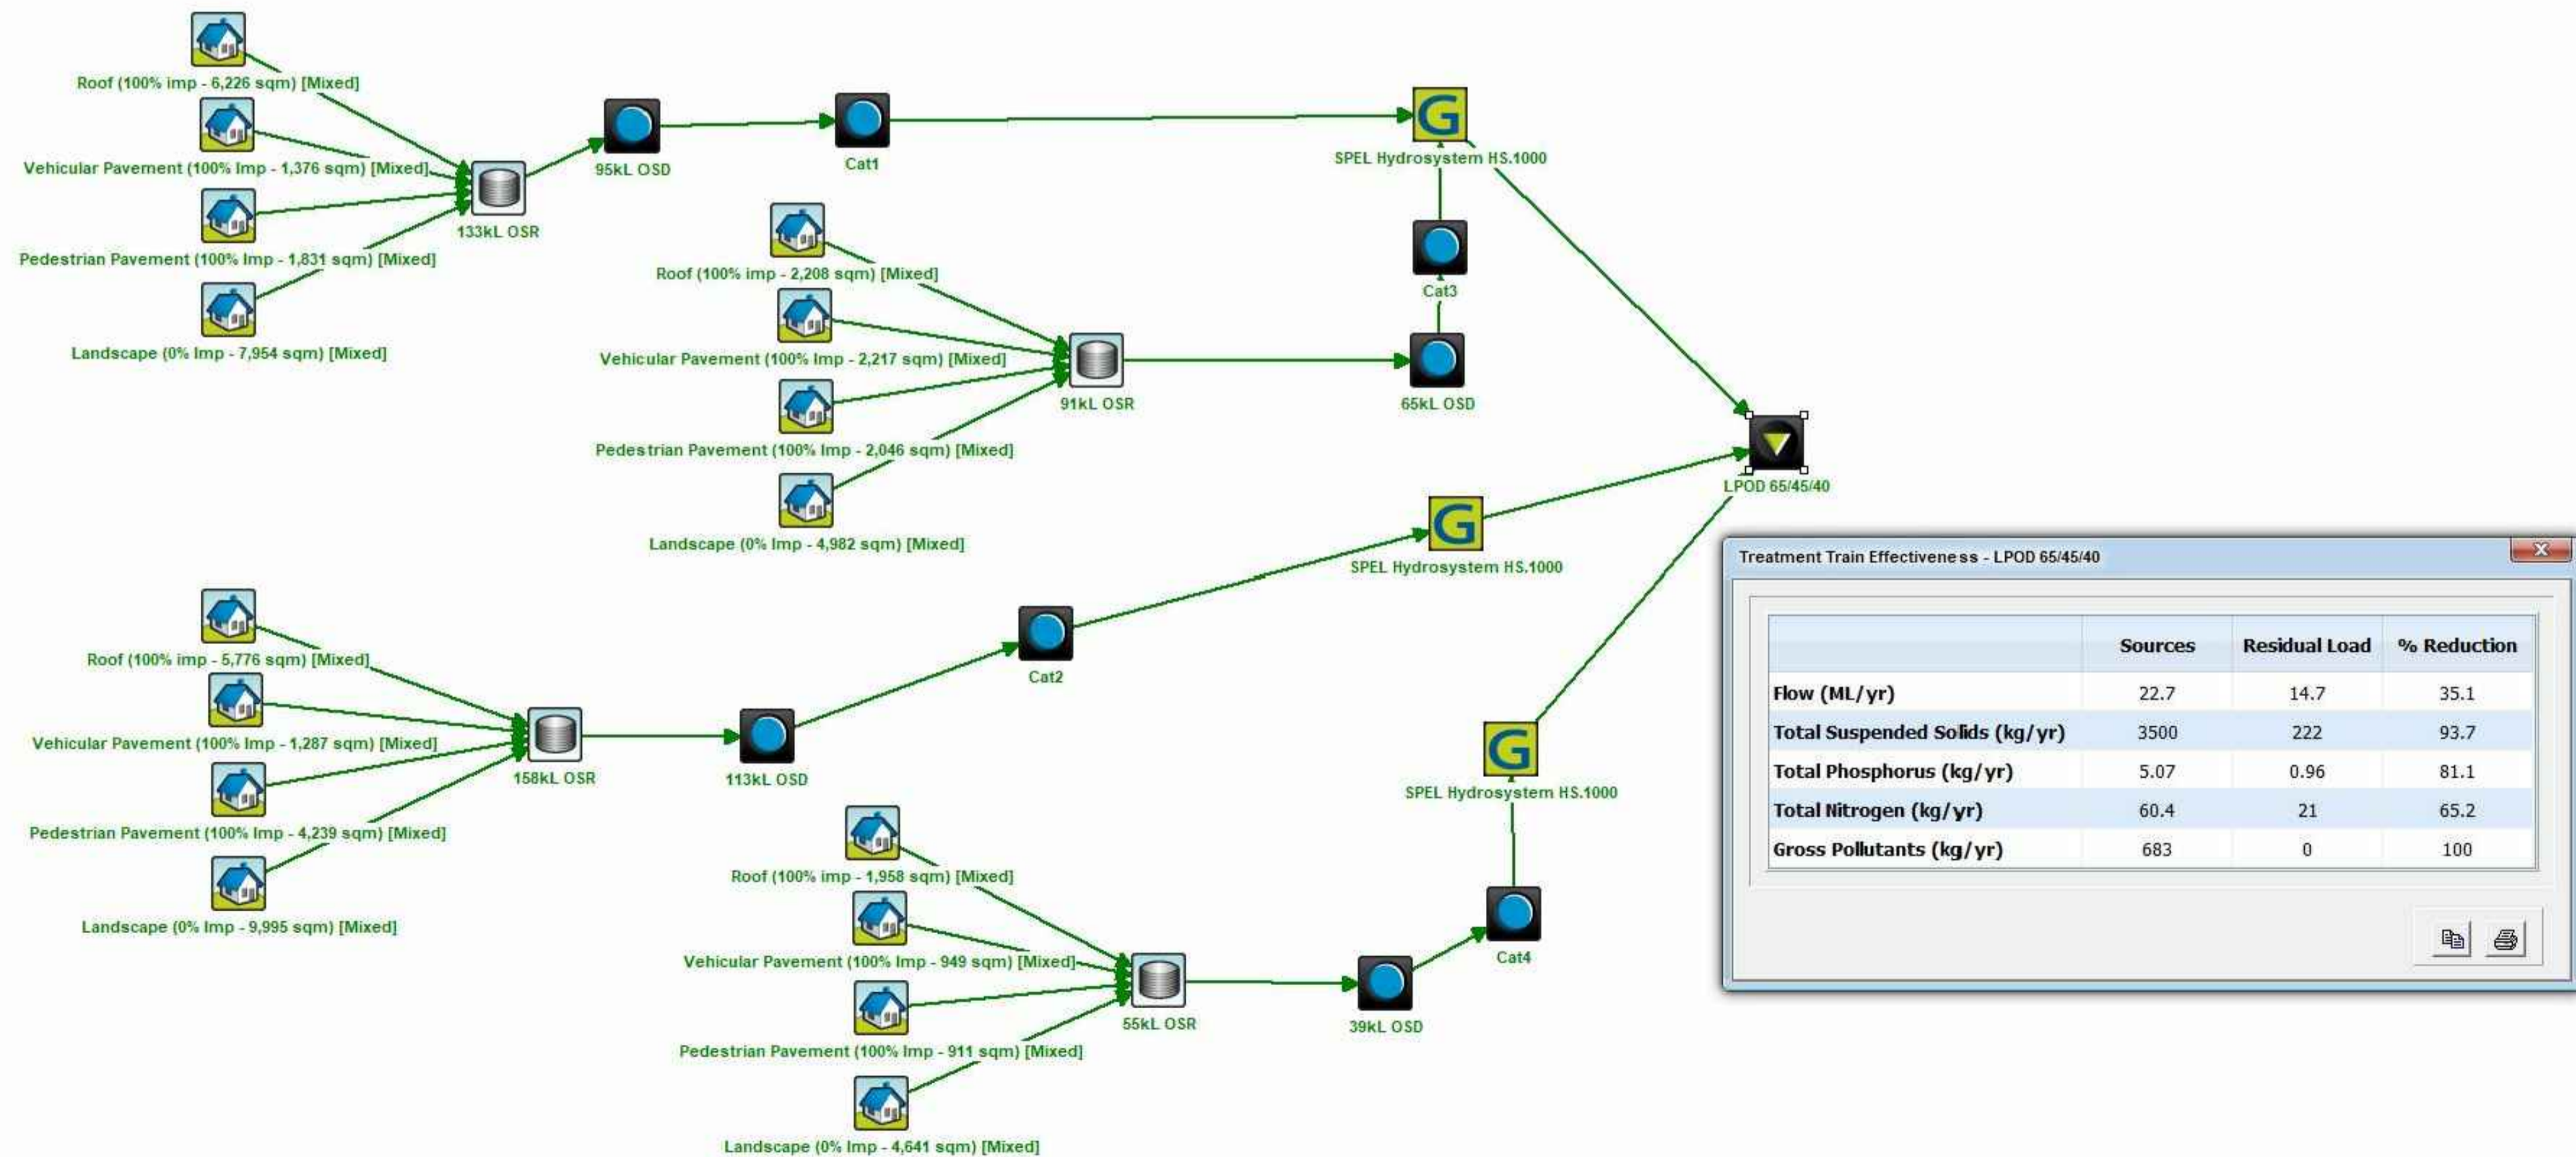 Roof (100% imp - 6,226 sqm) [Mixed]
Vehicular Pavement (100% Imp - 1,376 sqm) [Mixed]
Pedestrian Pavement (100% Imp - 1,831 sqm) [Mixed]
Landscape (0% Imp - 7,954 sqm) [Mixed]
133kL OSR
95kL OSD
Cat1
G
SPEL Hydrosystem HS.1000
Roof (100% imp - 2,208 sqm) [Mixed]
Vehicular Pavement (100% Imp - 2,217 sqm) [Mixed]
Pedestrian Pavement (100% Imp - 2,046 sqm) [Mixed]
Landscape (0% Imp - 4,982 sqm) [Mixed]
91kL OSR
65kL OSD
Cat3
LPOD 65/45/40
Roof (100% imp - 5,776 sqm) [Mixed]
Vehicular Pavement (100% Imp - 1,287 sqm) [Mixed]
Pedestrian Pavement (100% Imp - 4,239 sqm) [Mixed]
Landscape (0% Imp - 9,995 sqm) [Mixed]
158kL OSR
113kL OSD
Cat2
G
SPEL Hydrosystem HS.1000
Roof (100% imp - 1,958 sqm) [Mixed]
Vehicular Pavement (100% Imp - 949 sqm) [Mixed]
Pedestrian Pavement (100% Imp - 911 sqm) [Mixed]
Landscape (0% Imp - 4,641 sqm) [Mixed]
55kL OSR
39kL OSD
Cat4
G
SPEL Hydrosystem HS.1000
Treatment Train Effectiveness - LPOD 65/45/40
Sources Residual Load % Reduction
Flow (ML/yr) 22.7 14.7 35.1
Total Suspended Solids (kg/yr) 3500 222 93.7
Total Phosphorus (kg/yr) 5.07 0.96 81.1
Total Nitrogen (kg/yr) 60.4 21 65.2
Gross Pollutants (kg/yr) 683 0 100